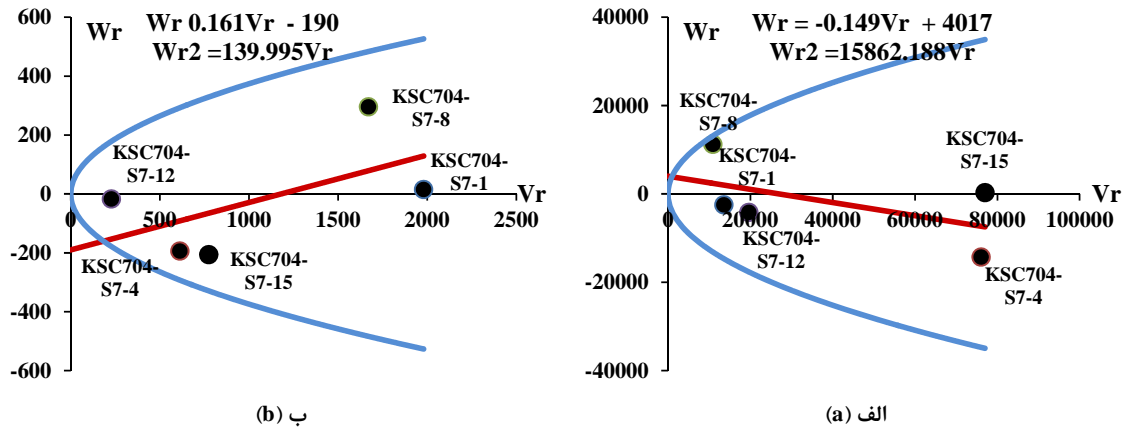 Wr 0.161Vr - 190
Wr2 =139.995Vr
Wr
600
400
200
0
-200
-400
-600
0
500
1000
1500
2000
2500
Vr
KSC704-
S7-8
KSC704-
S7-12
KSC704-
S7-1
KSC704-
S7-4
KSC704-
S7-15
ب (b)
Wr = -0.149Vr + 4017
Wr2 =15862.188Vr
Wr
40000
20000
0
-20000
-40000
0
20000
40000
60000
80000
100000
Vr
KSC704-
S7-8
KSC704-
S7-1
KSC704-
S7-15
KSC704-
S7-12
KSC704-
S7-4
الف (a)